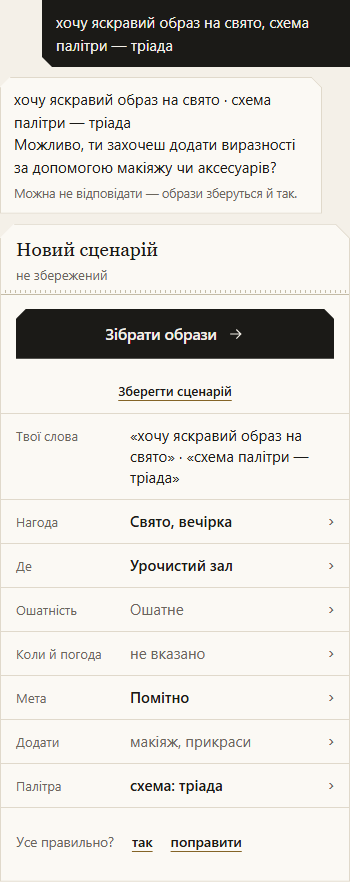 хочу яскравий образ на свято, схема
палітри — тріада
хочу яскравий образ на свято · схема
палітри — тріада
Можливо, ти захочеш додати виразності
за допомогою макіяжу чи аксесуарів?
Можна не відповідати — образи зберуться й так.
Новий сценарій
не збережений
Зібрати образи →
Зберегти сценарій
Твої слова «хочу яскравий образ на
свято» · «схема палітри —
тріада»
Нагода Свято, вечірка ›
Де Урочистий зал ›
Ошатність Ошатне ›
Коли й погода не вказано ›
Мета Помітно ›
Додати макіяж, прикраси ›
Палітра схема: тріада ›
Усе правильно? так поправити